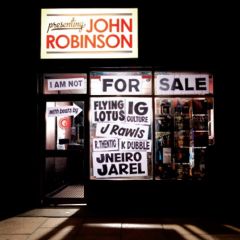 presenting JOHN
ROBINSON
I AM NOT FOR SALE
with beats by
FLYING LOTUS
IG CULTURE
J RAWLS
R.THENTIC K DUBBLE
JNEIRO
JAREL